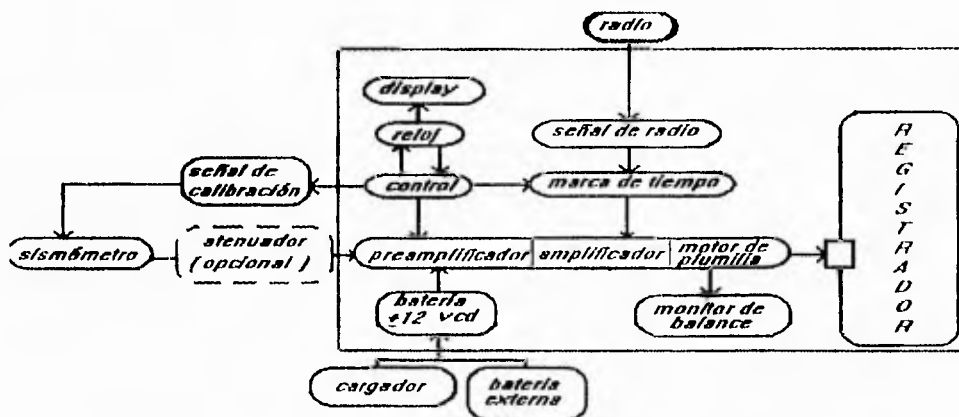 radio
display
reloj
señal de radio
señal de
calibración
control
marca de tiempo
sismómetro
atenuador
(opcional)
preamplificador
amplificador
motor de
plumilla
batería
±12 vcd
monitor de
balance
cargador
batería
externa
REGISTRADOR